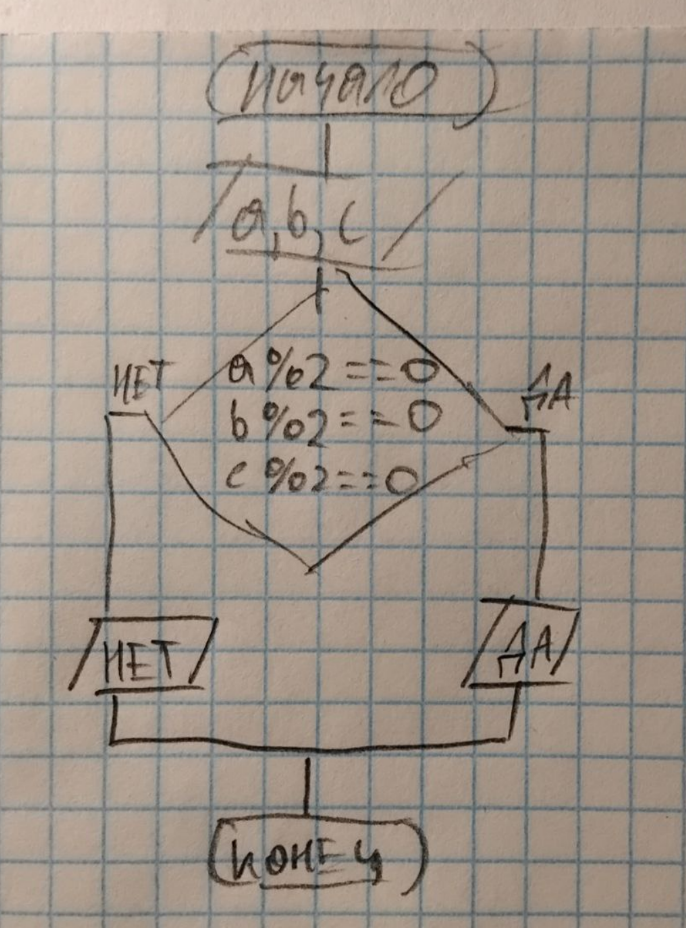 начало
a, b, c
a%2==0
b%2==0
c%2==0
НЕТ
ДА
НЕТ
ДА
конец